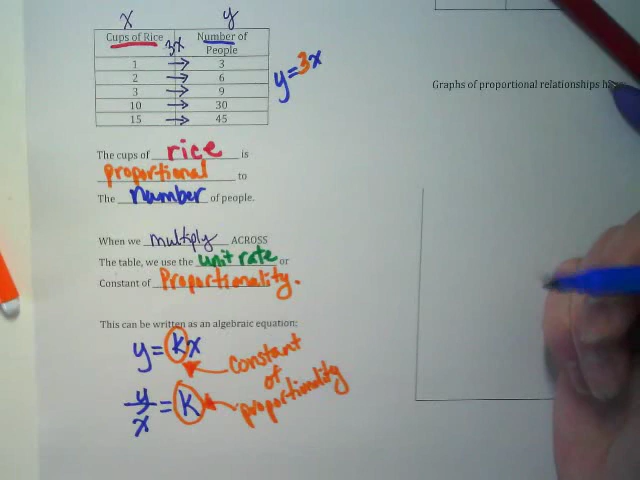 x y
Cups of Rice 3x Number of People
1 → 3
2 → 6
3 → 9
10 → 30
15 → 45
y=3x
The cups of rice is
proportional to
The number of people.
When we multiply ACROSS
The table, we use the unit rate or
Constant of Proportionality.
This can be written as an algebraic equation:
y = kx
constant
of
proportionality
y/x = K
Graphs of proportional relationships